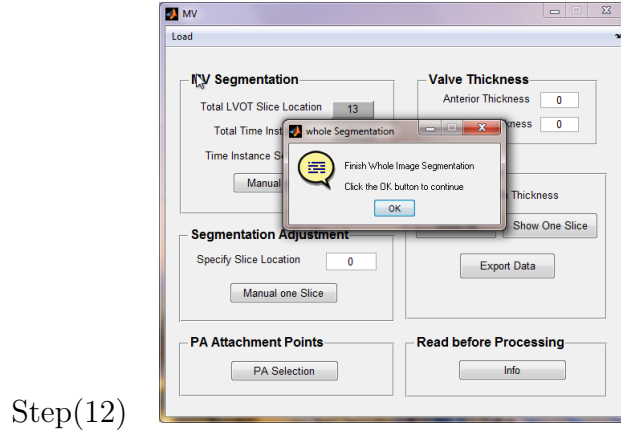 MV
Load
MV Segmentation
Total LVOT Slice Location 13
Total Time Inst
Time Instance S
Manual
Valve Thickness
Anterior Thickness 0
0
whole Segmentation
Finish Whole Image Segmentation
Click the OK button to continue
OK
Thickness
Show One Slice
Export Data
Segmentation Adjustment
Specify Slice Location 0
Manual one Slice
PA Attachment Points
PA Selection
Read before Processing
Info
Step(12)